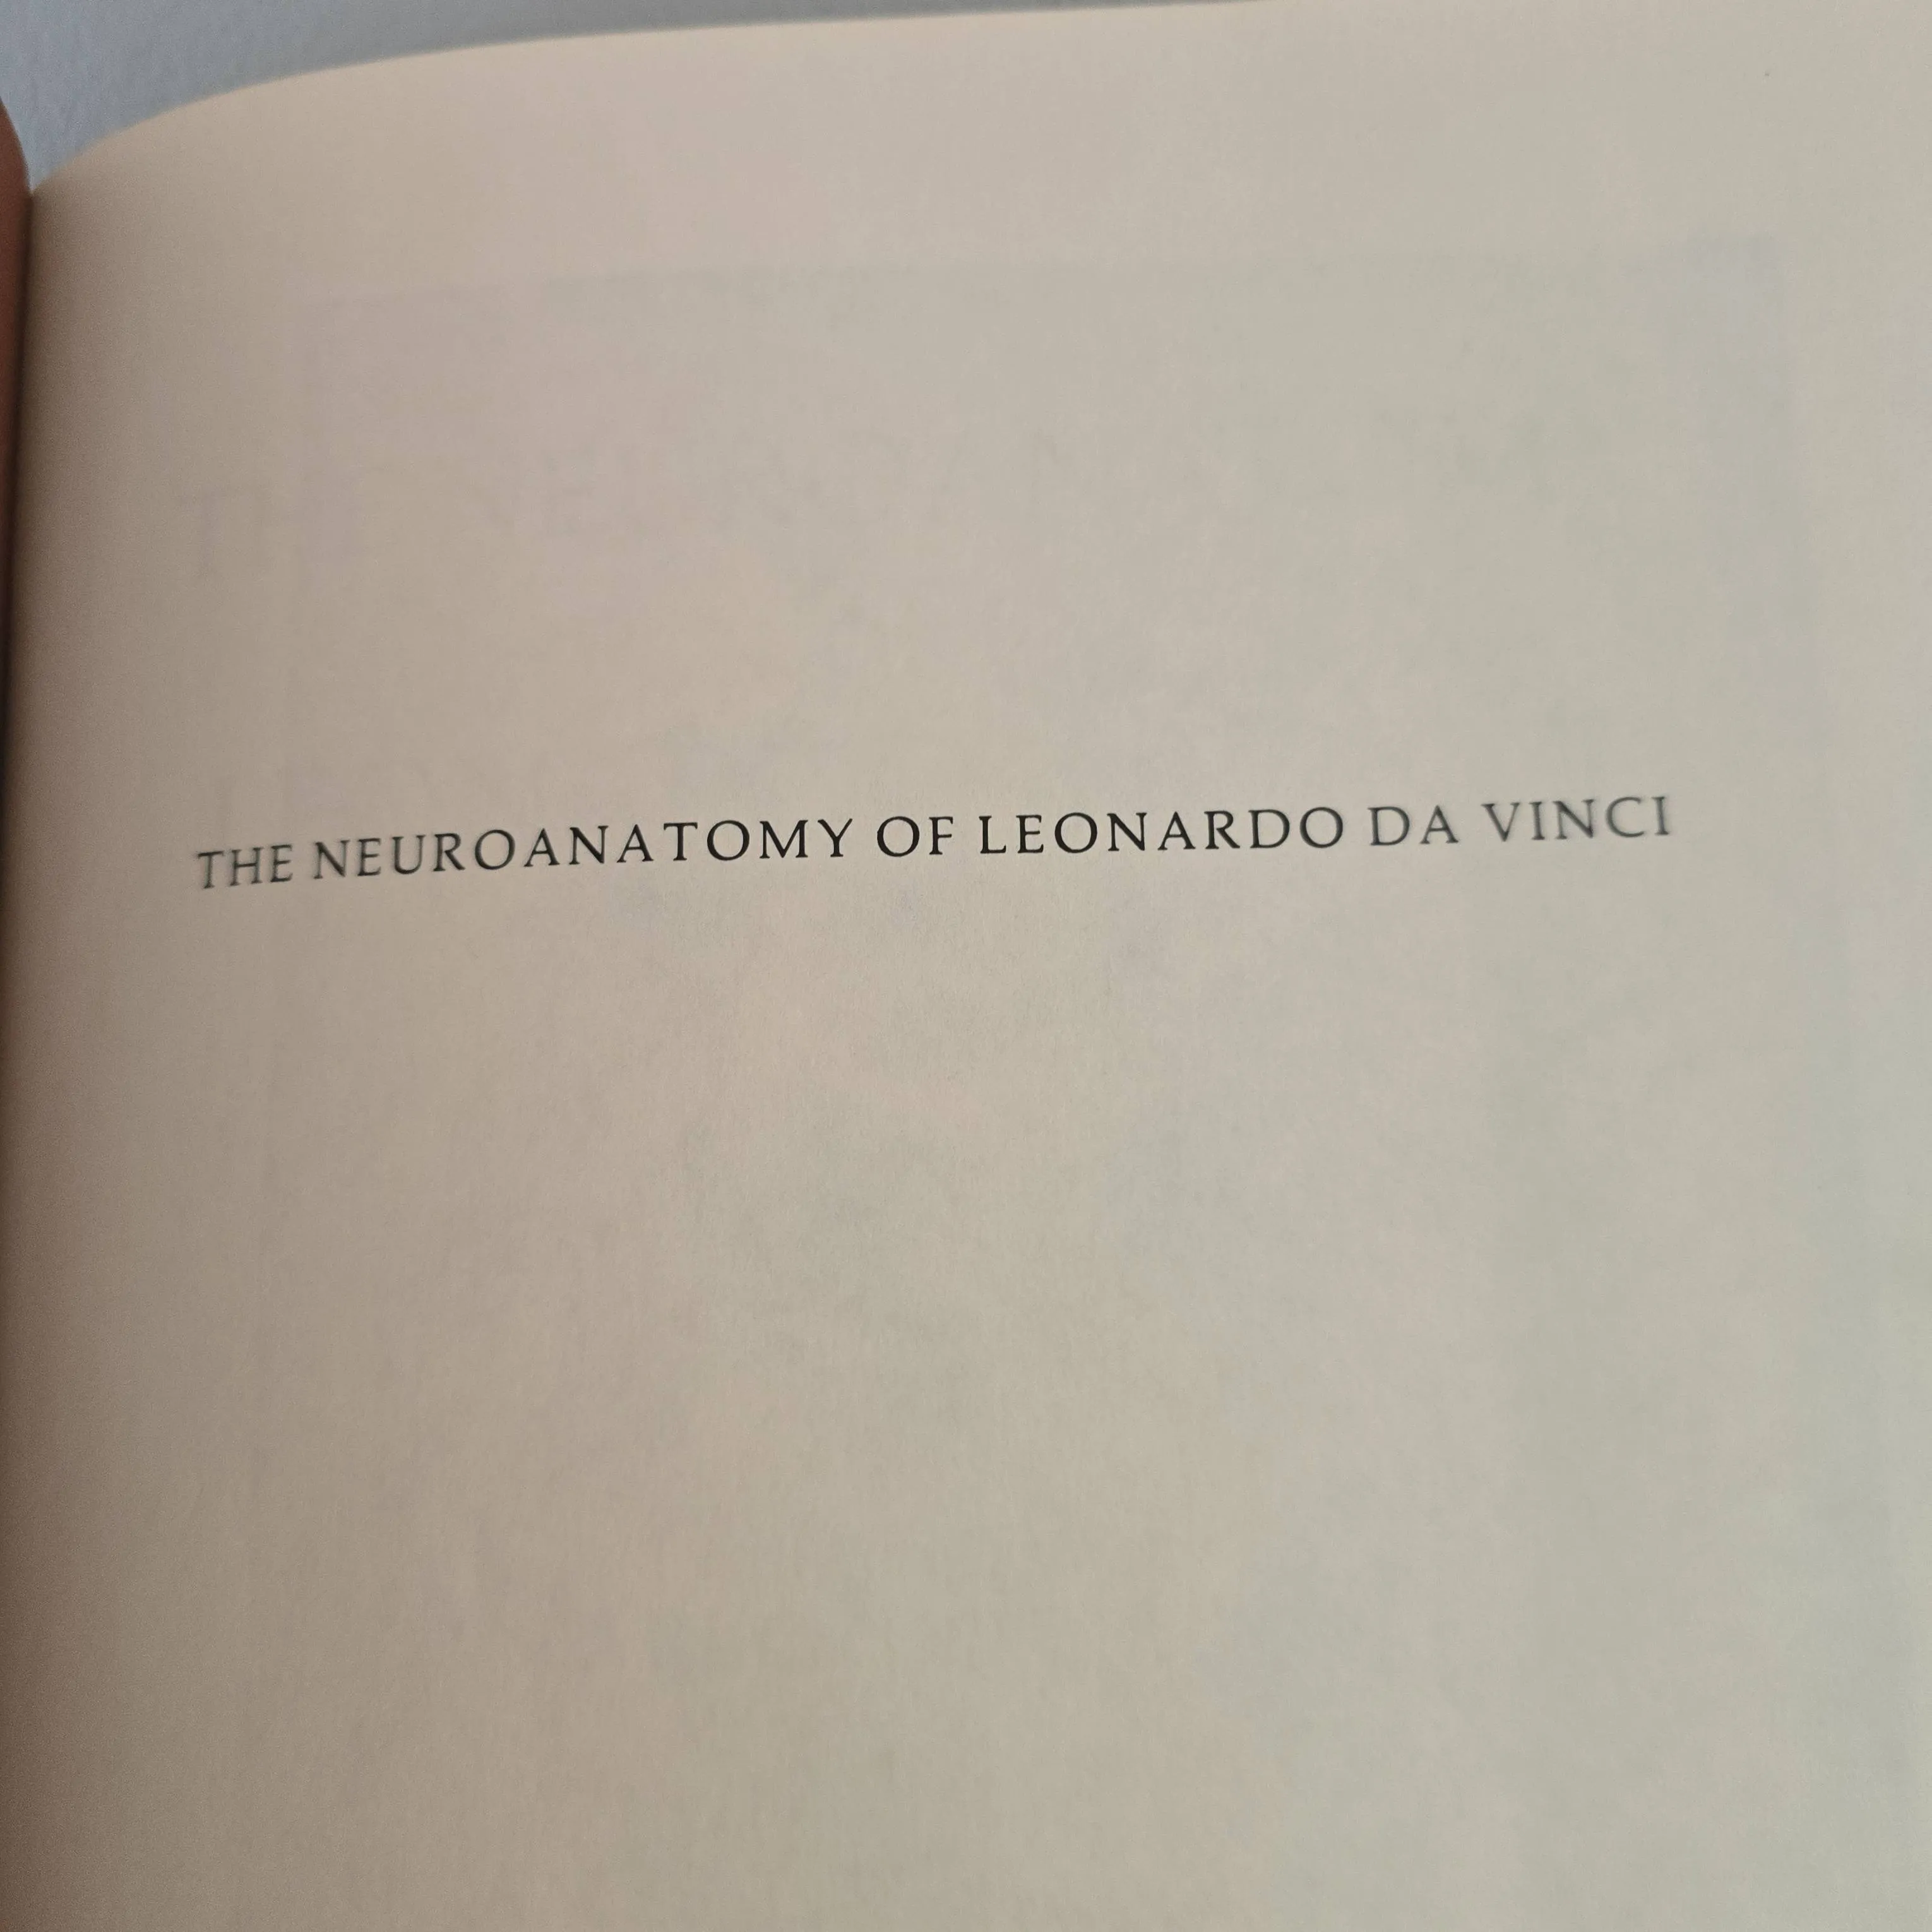 THE NEUROANATOMY OF LEONARDO DA VINCI